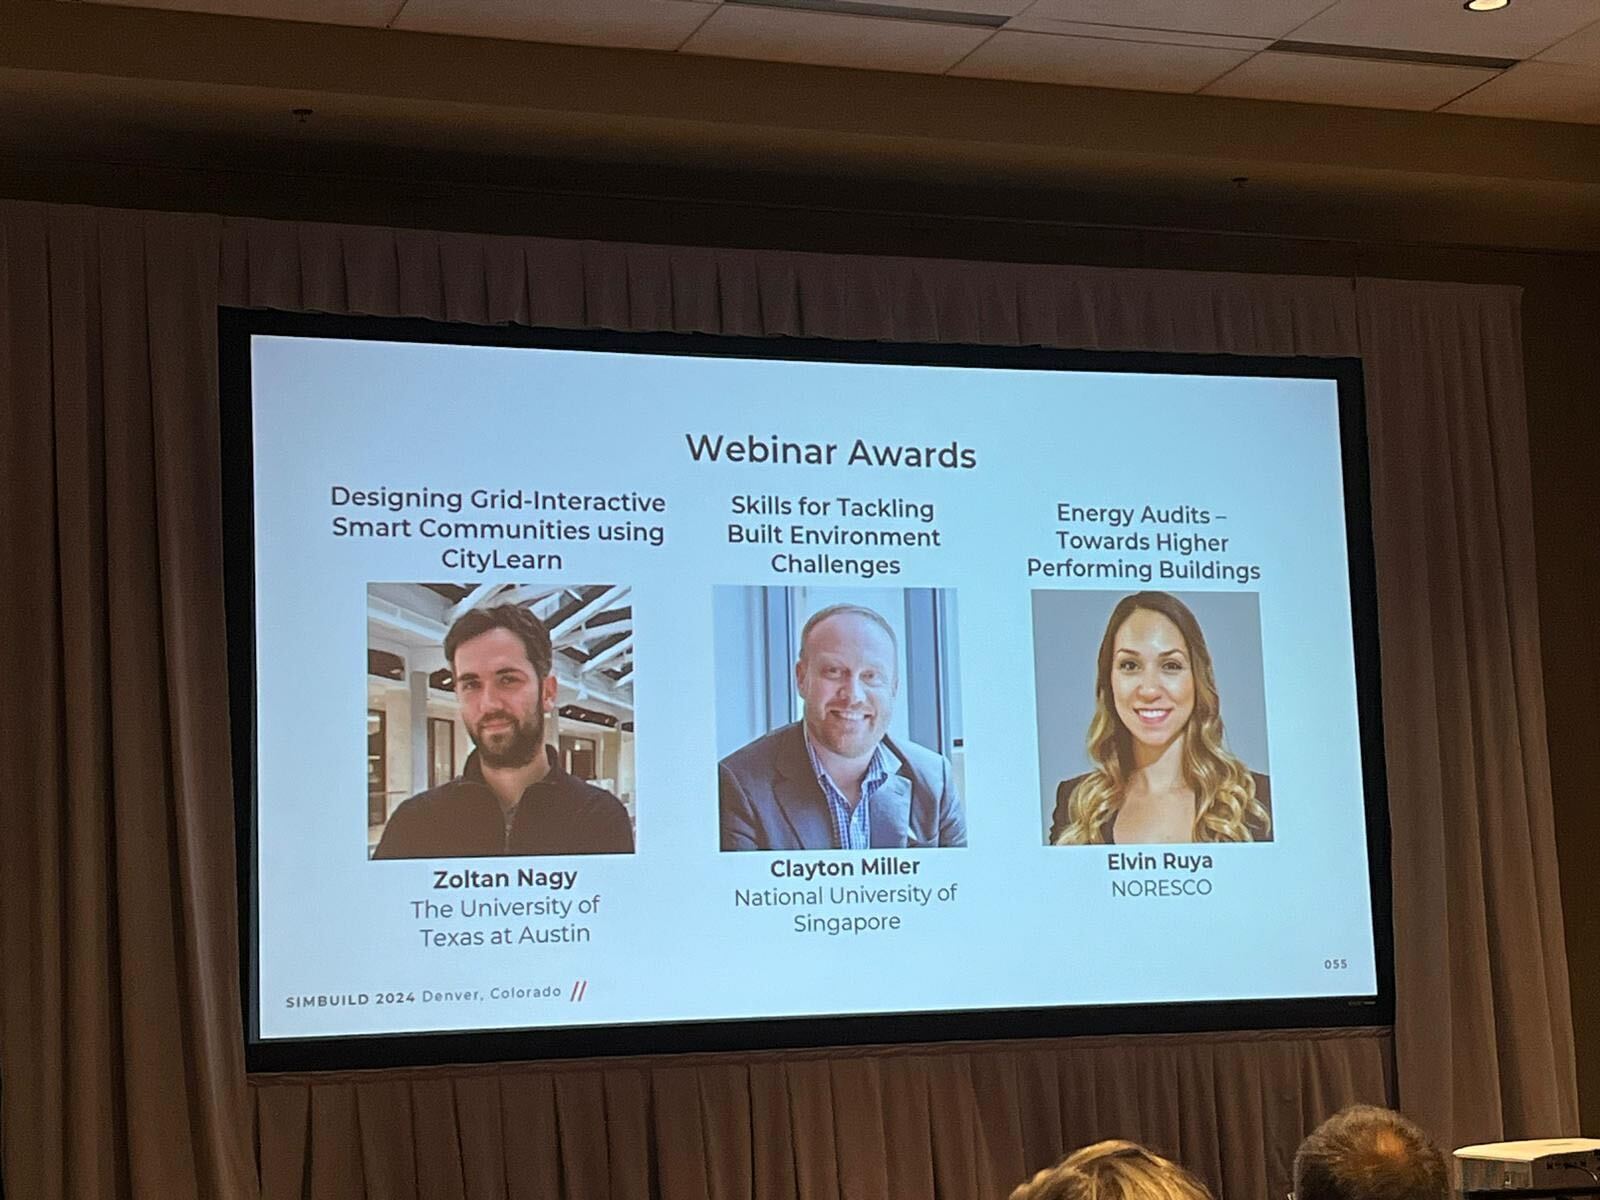 Webinar Awards
Designing Grid-Interactive
Smart Communities using
CityLearn
Skills for Tackling
Built Environment
Challenges
Energy Audits –
Towards Higher
Performing Buildings
Zoltan Nagy
The University of
Texas at Austin
Clayton Miller
National University of
Singapore
Elvin Ruya
NORESCO
055
SIMBUILD 2024 Denver, Colorado //